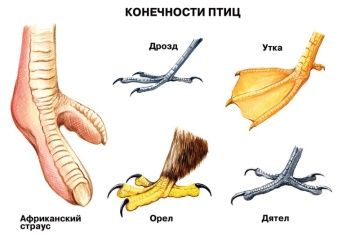 КОНЕЧНОСТИ ПТИЦ
Дрозд
Утка
Африканский
страус
Орел
Дятел